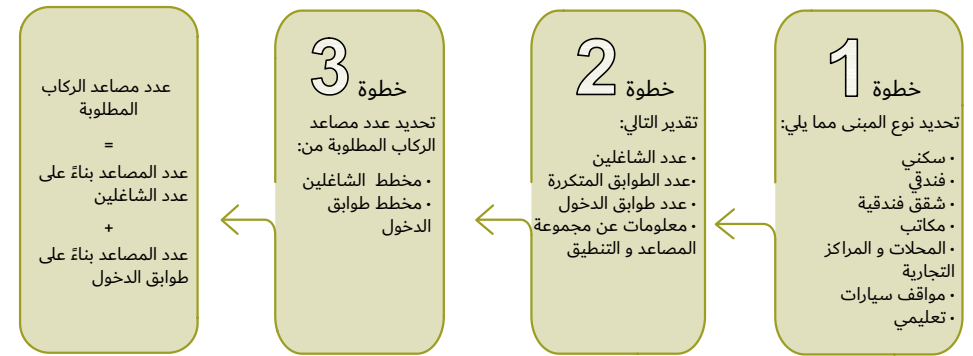 خطوة 1
تحديد نوع المبنى مما يلي:
• سكني
• فندقي
• شقق فندقية
• مكاتب
• المحلات و المراكز
التجارية
• مواقف سيارات
• تعليمي
خطوة 2
تقدير التالي:
• عدد الشاغلين
•عدد الطوابق المتكررة
• عدد طوابق الدخول
• معلومات عن مجموعة
المصاعد و التنطيق
خطوة 3
تحديد عدد مصاعد
الركاب المطلوبة من:
• مخطط الشاغلين
• مخطط طوابق
الدخول
عدد مصاعد الركاب
المطلوبة
=
عدد المصاعد بناءً على
عدد الشاغلين
+
عدد المصاعد بناءً على
طوابق الدخول